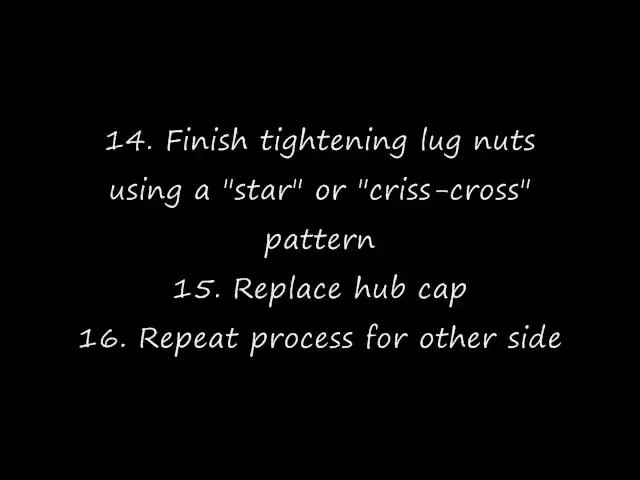 14. Finish tightening lug nuts
using a "star" or "criss-cross"
pattern
15. Replace hub cap
16. Repeat process for other side